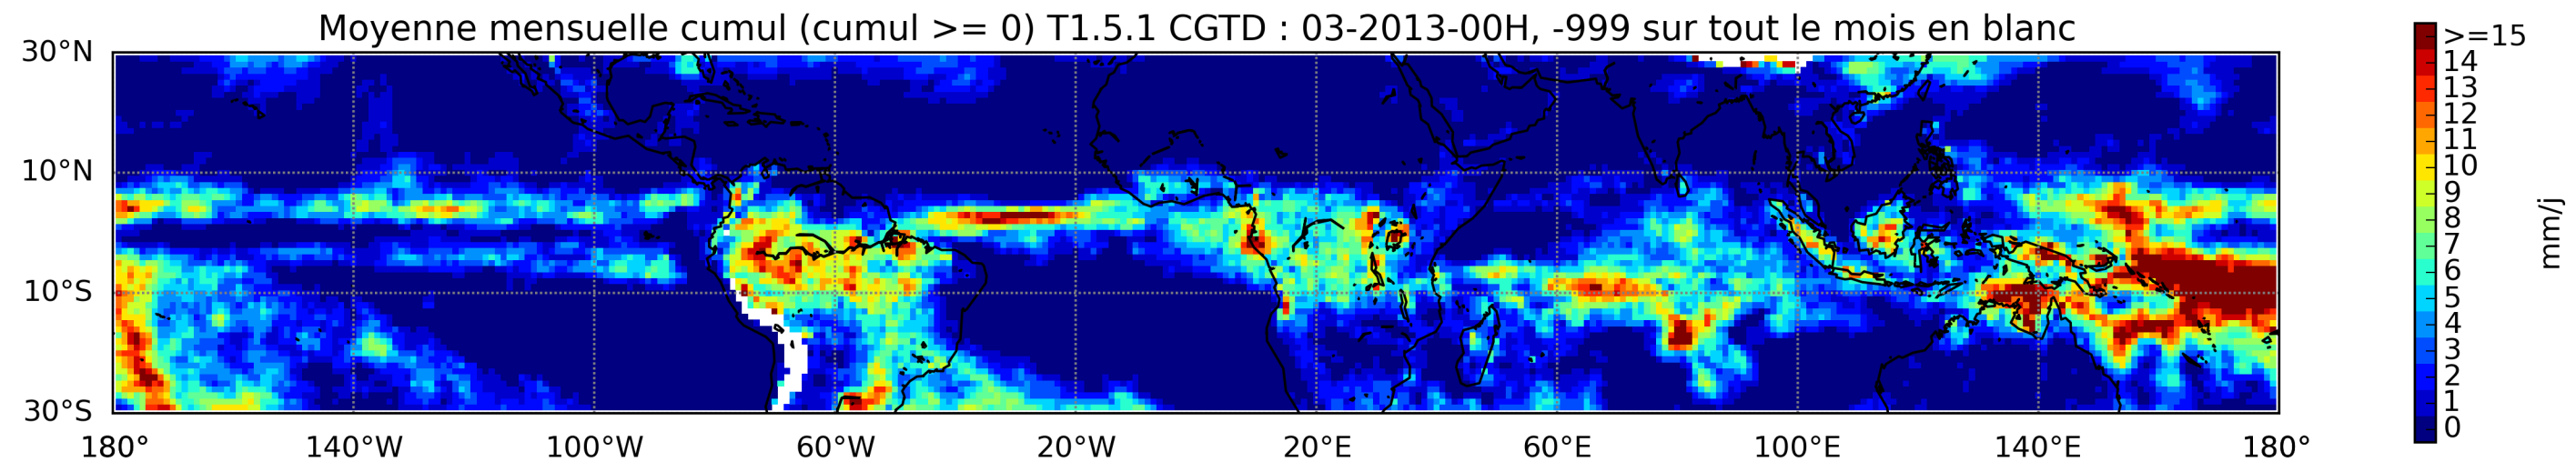 Moyenne mensuelle cumul (cumul >= 0) T1.5.1 CGTD : 03-2013-00H, -999 sur tout le mois en blanc
30°N
10°N
10°S
30°S
180° 140°W 100°W 60°W 20°W 20°E 60°E 100°E 140°E 180°
>=15
14
13
12
11
10
9
8
7
6
5
4
3
2
1
0
mm/j